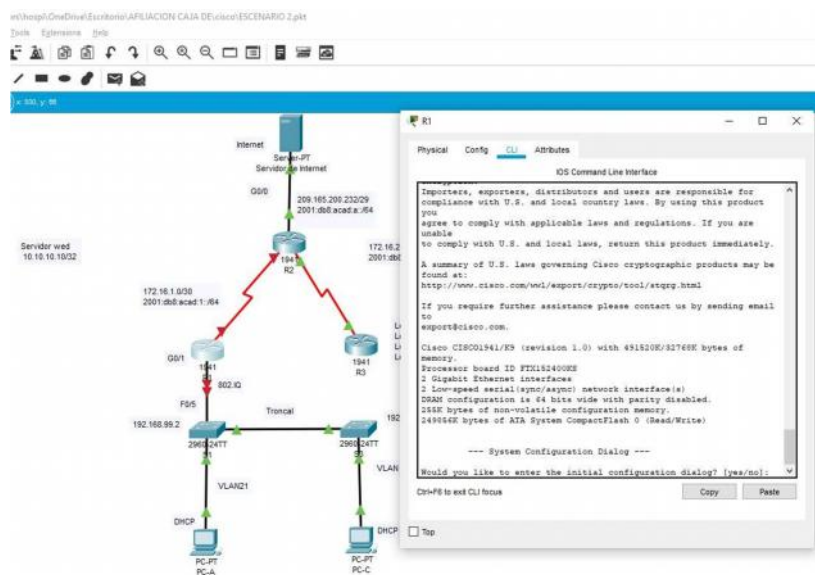 m\hospi\OneDrive\Escritorio\AFILIACION CAJA DE\cisco\ESCENARIO 2.pkt
Tools Extensions Help
x: 330, y: 88
Internet
Server-PT
Servidor de Internet
G0/0
209.165.200.232/29
2001:db8:acad:a::/64
Servidor wed
10.10.10.10/32
1941
R2
172.16.2
2001:db8
172.16.1.0/30
2001:db8:acad:1::/64
G0/1
1941
802.IQ
1941
R3
F0/5
Troncal
192.168.99.2
192
2960-24TT
S1
2960-24TT
VLAN21
VLAN
DHCP
DHCP
PC-PT
PC-A
PC-PT
PC-C
R1
Physical Config CLI Attributes
IOS Command Line Interface
Importers, exporters, distributors and users are responsible for
compliance with U.S. and local country laws. By using this product
you
agree to comply with applicable laws and regulations. If you are
unable
to comply with U.S. and local laws, return this product immediately.
A summary of U.S. laws governing Cisco cryptographic products may be
found at:
http://www.cisco.com/wwl/export/crypto/tool/stqrg.html
If you require further assistance please contact us by sending email
to
export@cisco.com.
Cisco CISCO1941/K9 (revision 1.0) with 491520K/32768K bytes of
memory.
Processor board ID FTX152400KS
2 Gigabit Ethernet interfaces
2 Low-speed serial(sync/async) network interface(s)
DRAM configuration is 64 bits wide with parity disabled.
255K bytes of non-volatile configuration memory.
249856K bytes of ATA System CompactFlash 0 (Read/Write)
--- System Configuration Dialog ---
Would you like to enter the initial configuration dialog? [yes/no]:
Ctrl+F6 to exit CLI focus
Copy Paste
Top